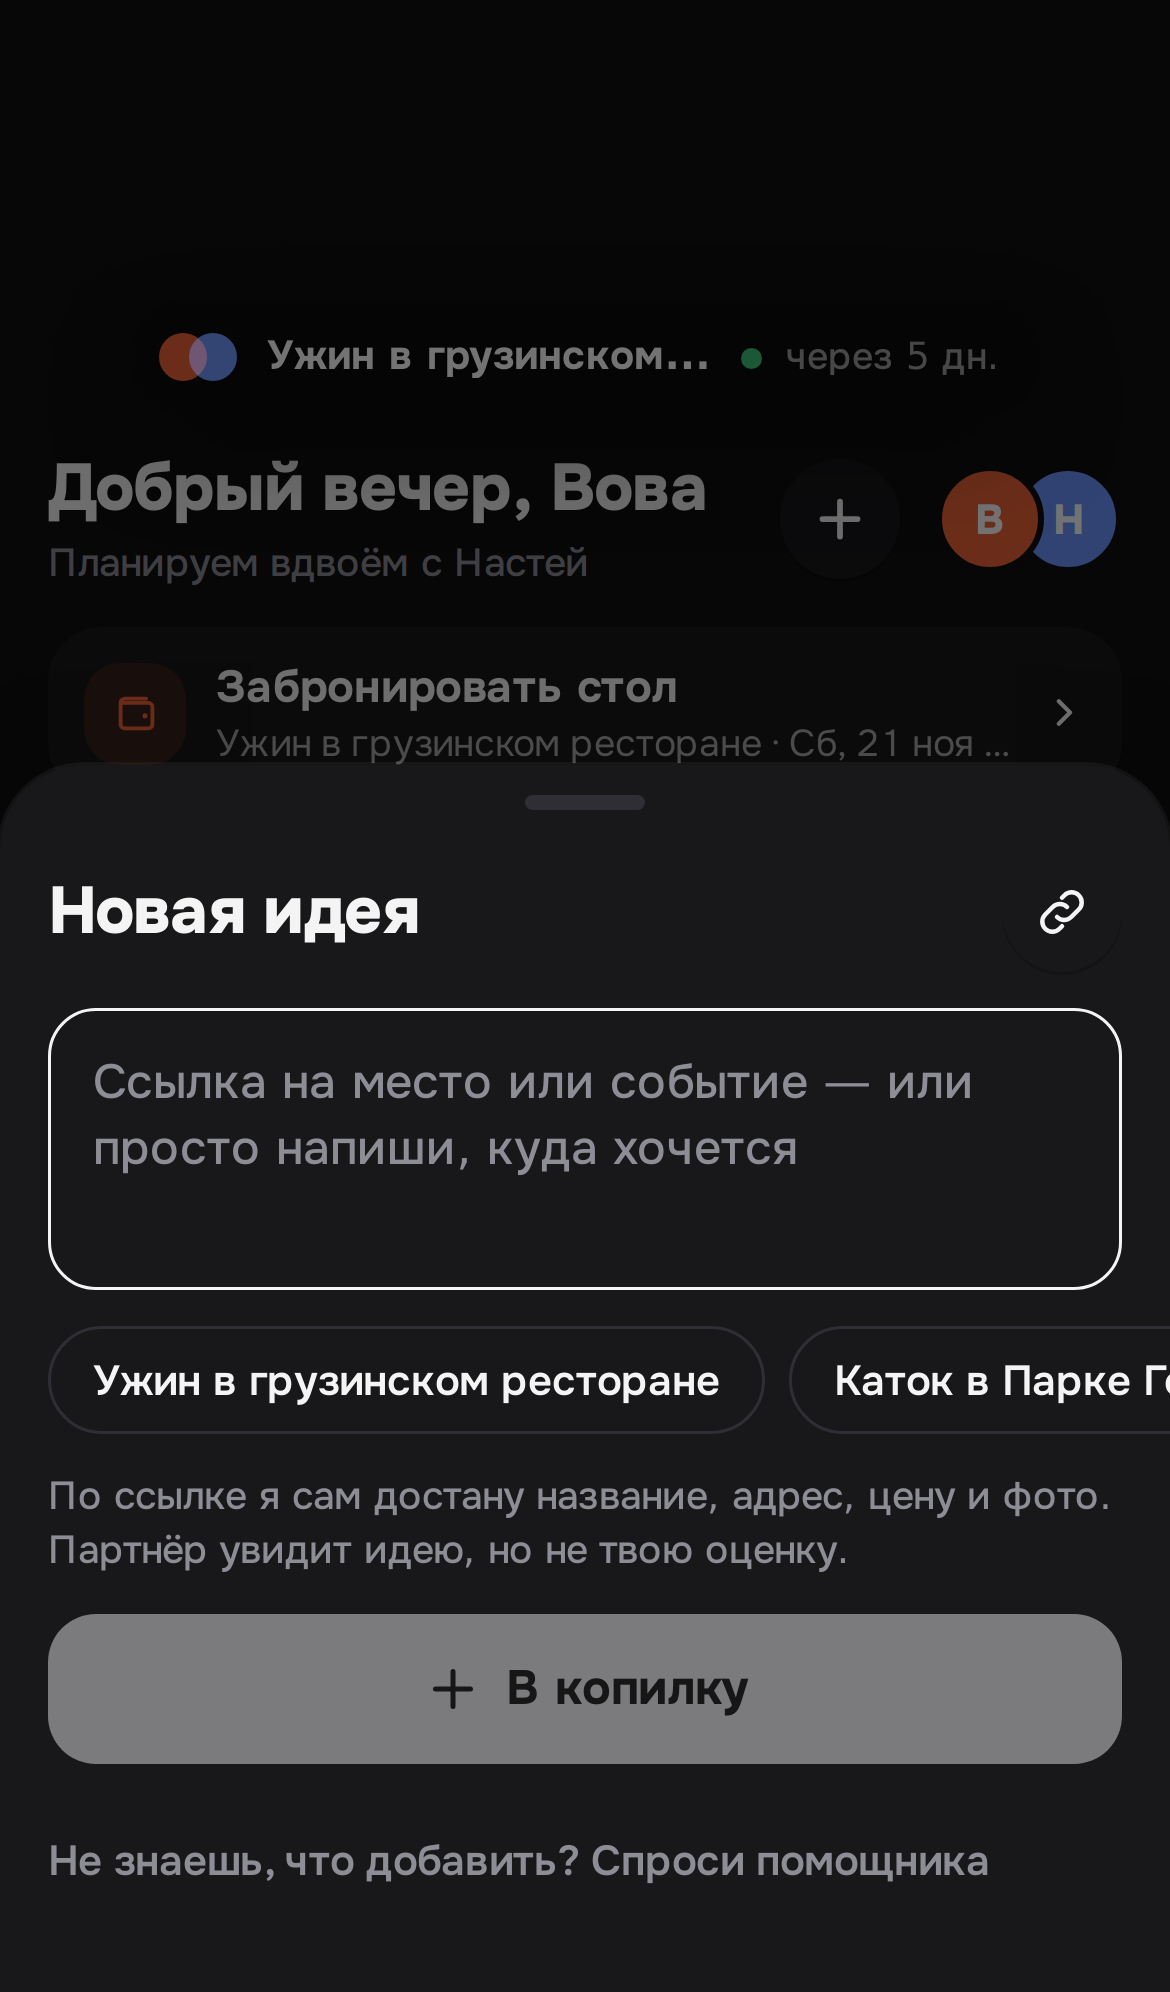 Ужин в грузинском...
через 5 дн.
Добрый вечер, Вова
Планируем вдвоём с Настей
В
Н
Забронировать стол
Ужин в грузинском ресторане · Сб, 21 ноя ...
Новая идея
Ссылка на место или событие — или
просто напиши, куда хочется
Ужин в грузинском ресторане
Каток в Парке
По ссылке я сам достану название, адрес, цену и фото.
Партнёр увидит идею, но не твою оценку.
В копилку
Не знаешь, что добавить? Спроси помощника